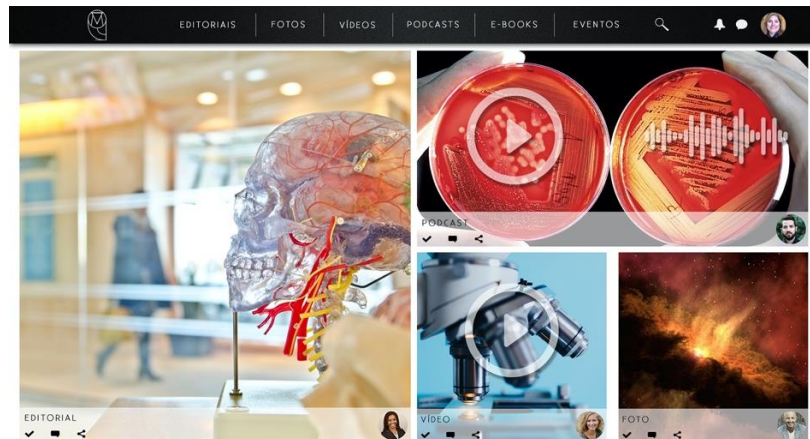 EDITORIAIS
FOTOS
VÍDEOS
PODCASTS
E-BOOKS
EVENTOS
PODCAST
EDITORIAL
VÍDEO
FOTO